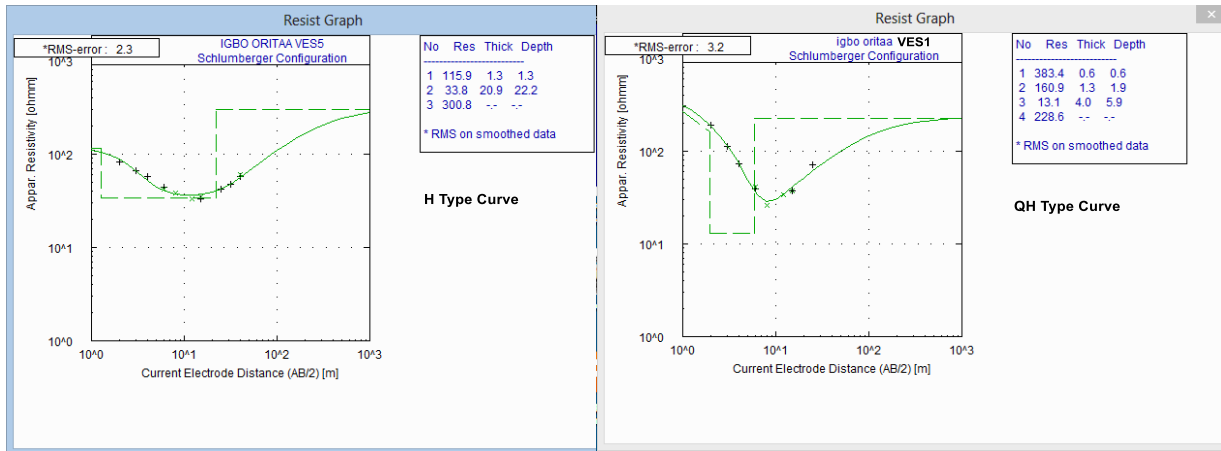 Resist Graph
*RMS-error : 2.3
IGBO ORITAA VES5
Schlumberger Configuration
No Res Thick Depth
-------------------------
1 115.9 1.3 1.3
2 33.8 20.9 22.2
3 300.8 -.- -.-
* RMS on smoothed data
H Type Curve
Appar. Resistivity [ohmm]
10^3
10^2
10^1
10^0
10^0 10^1 10^2 10^3
Current Electrode Distance (AB/2) [m]
Resist Graph
×
*RMS-error : 3.2
igbo oritaa VES1
Schlumberger Configuration
No Res Thick Depth
-------------------------
1 383.4 0.6 0.6
2 160.9 1.3 1.9
3 13.1 4.0 5.9
4 228.6 -.- -.-
* RMS on smoothed data
QH Type Curve
Appar. Resistivity [ohmm]
10^3
10^2
10^1
10^0
10^0 10^1 10^2 10^3
Current Electrode Distance (AB/2) [m]